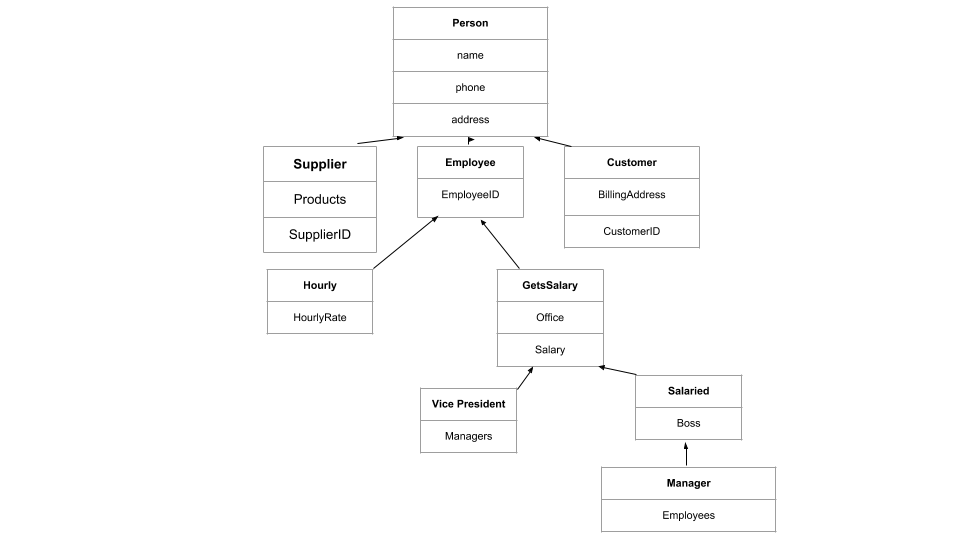 Person
name
phone
address
Supplier
Products
SupplierID
Employee
EmployeeID
Customer
BillingAddress
CustomerID
Hourly
HourlyRate
GetsSalary
Office
Salary
Vice President
Managers
Salaried
Boss
Manager
Employees